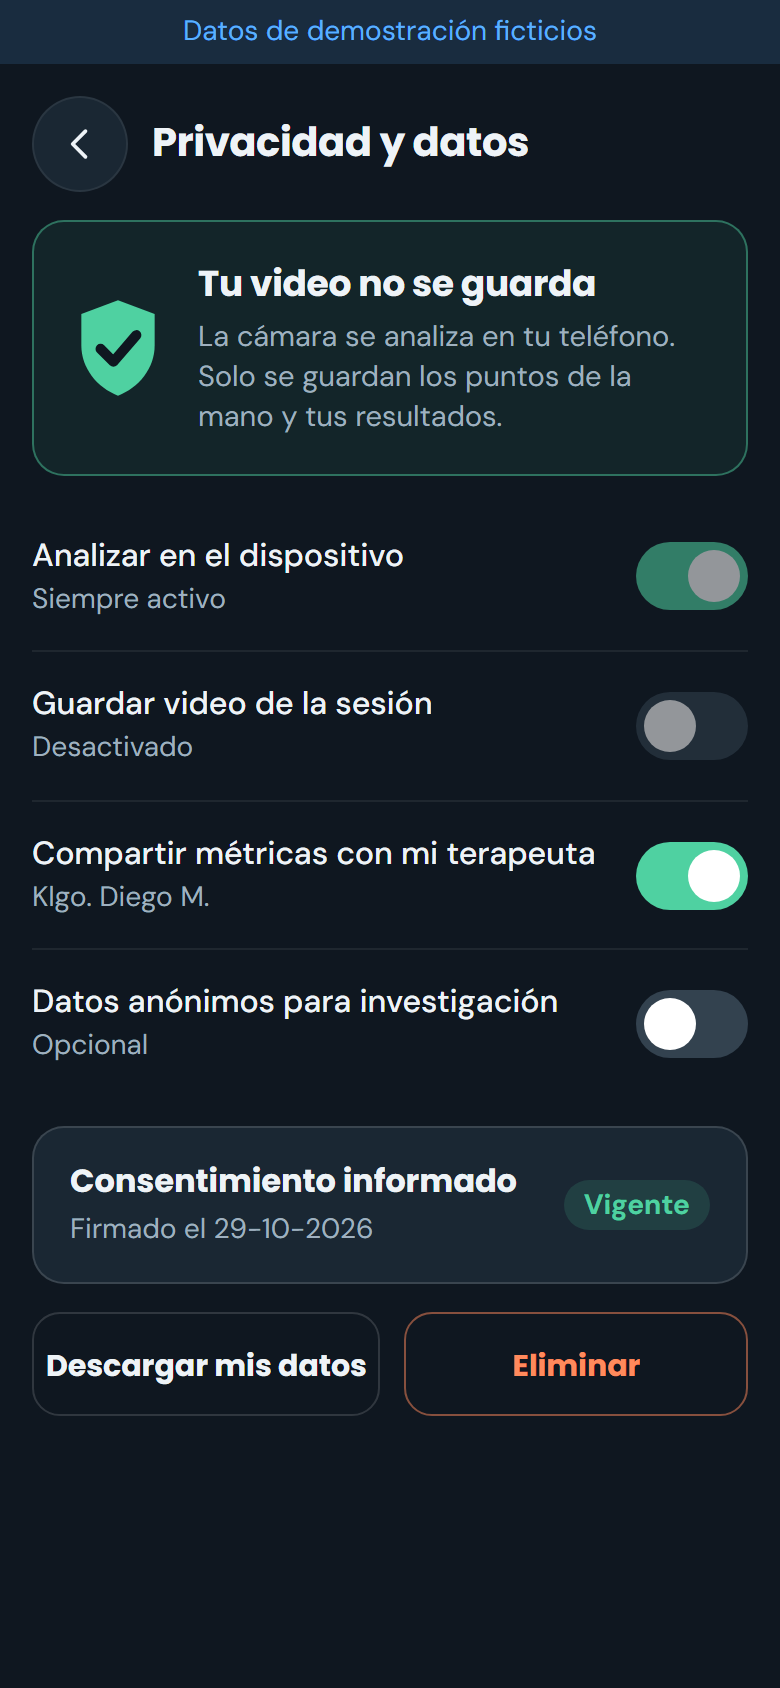 Datos de demostración ficticios
Privacidad y datos
Tu video no se guarda
La cámara se analiza en tu teléfono.
Solo se guardan los puntos de la
mano y tus resultados.
Analizar en el dispositivo
Siempre activo
Guardar video de la sesión
Desactivado
Compartir métricas con mi terapeuta
Klgo. Diego M.
Datos anónimos para investigación
Opcional
Consentimiento informado
Firmado el 29-10-2026
Vigente
Descargar mis datos
Eliminar